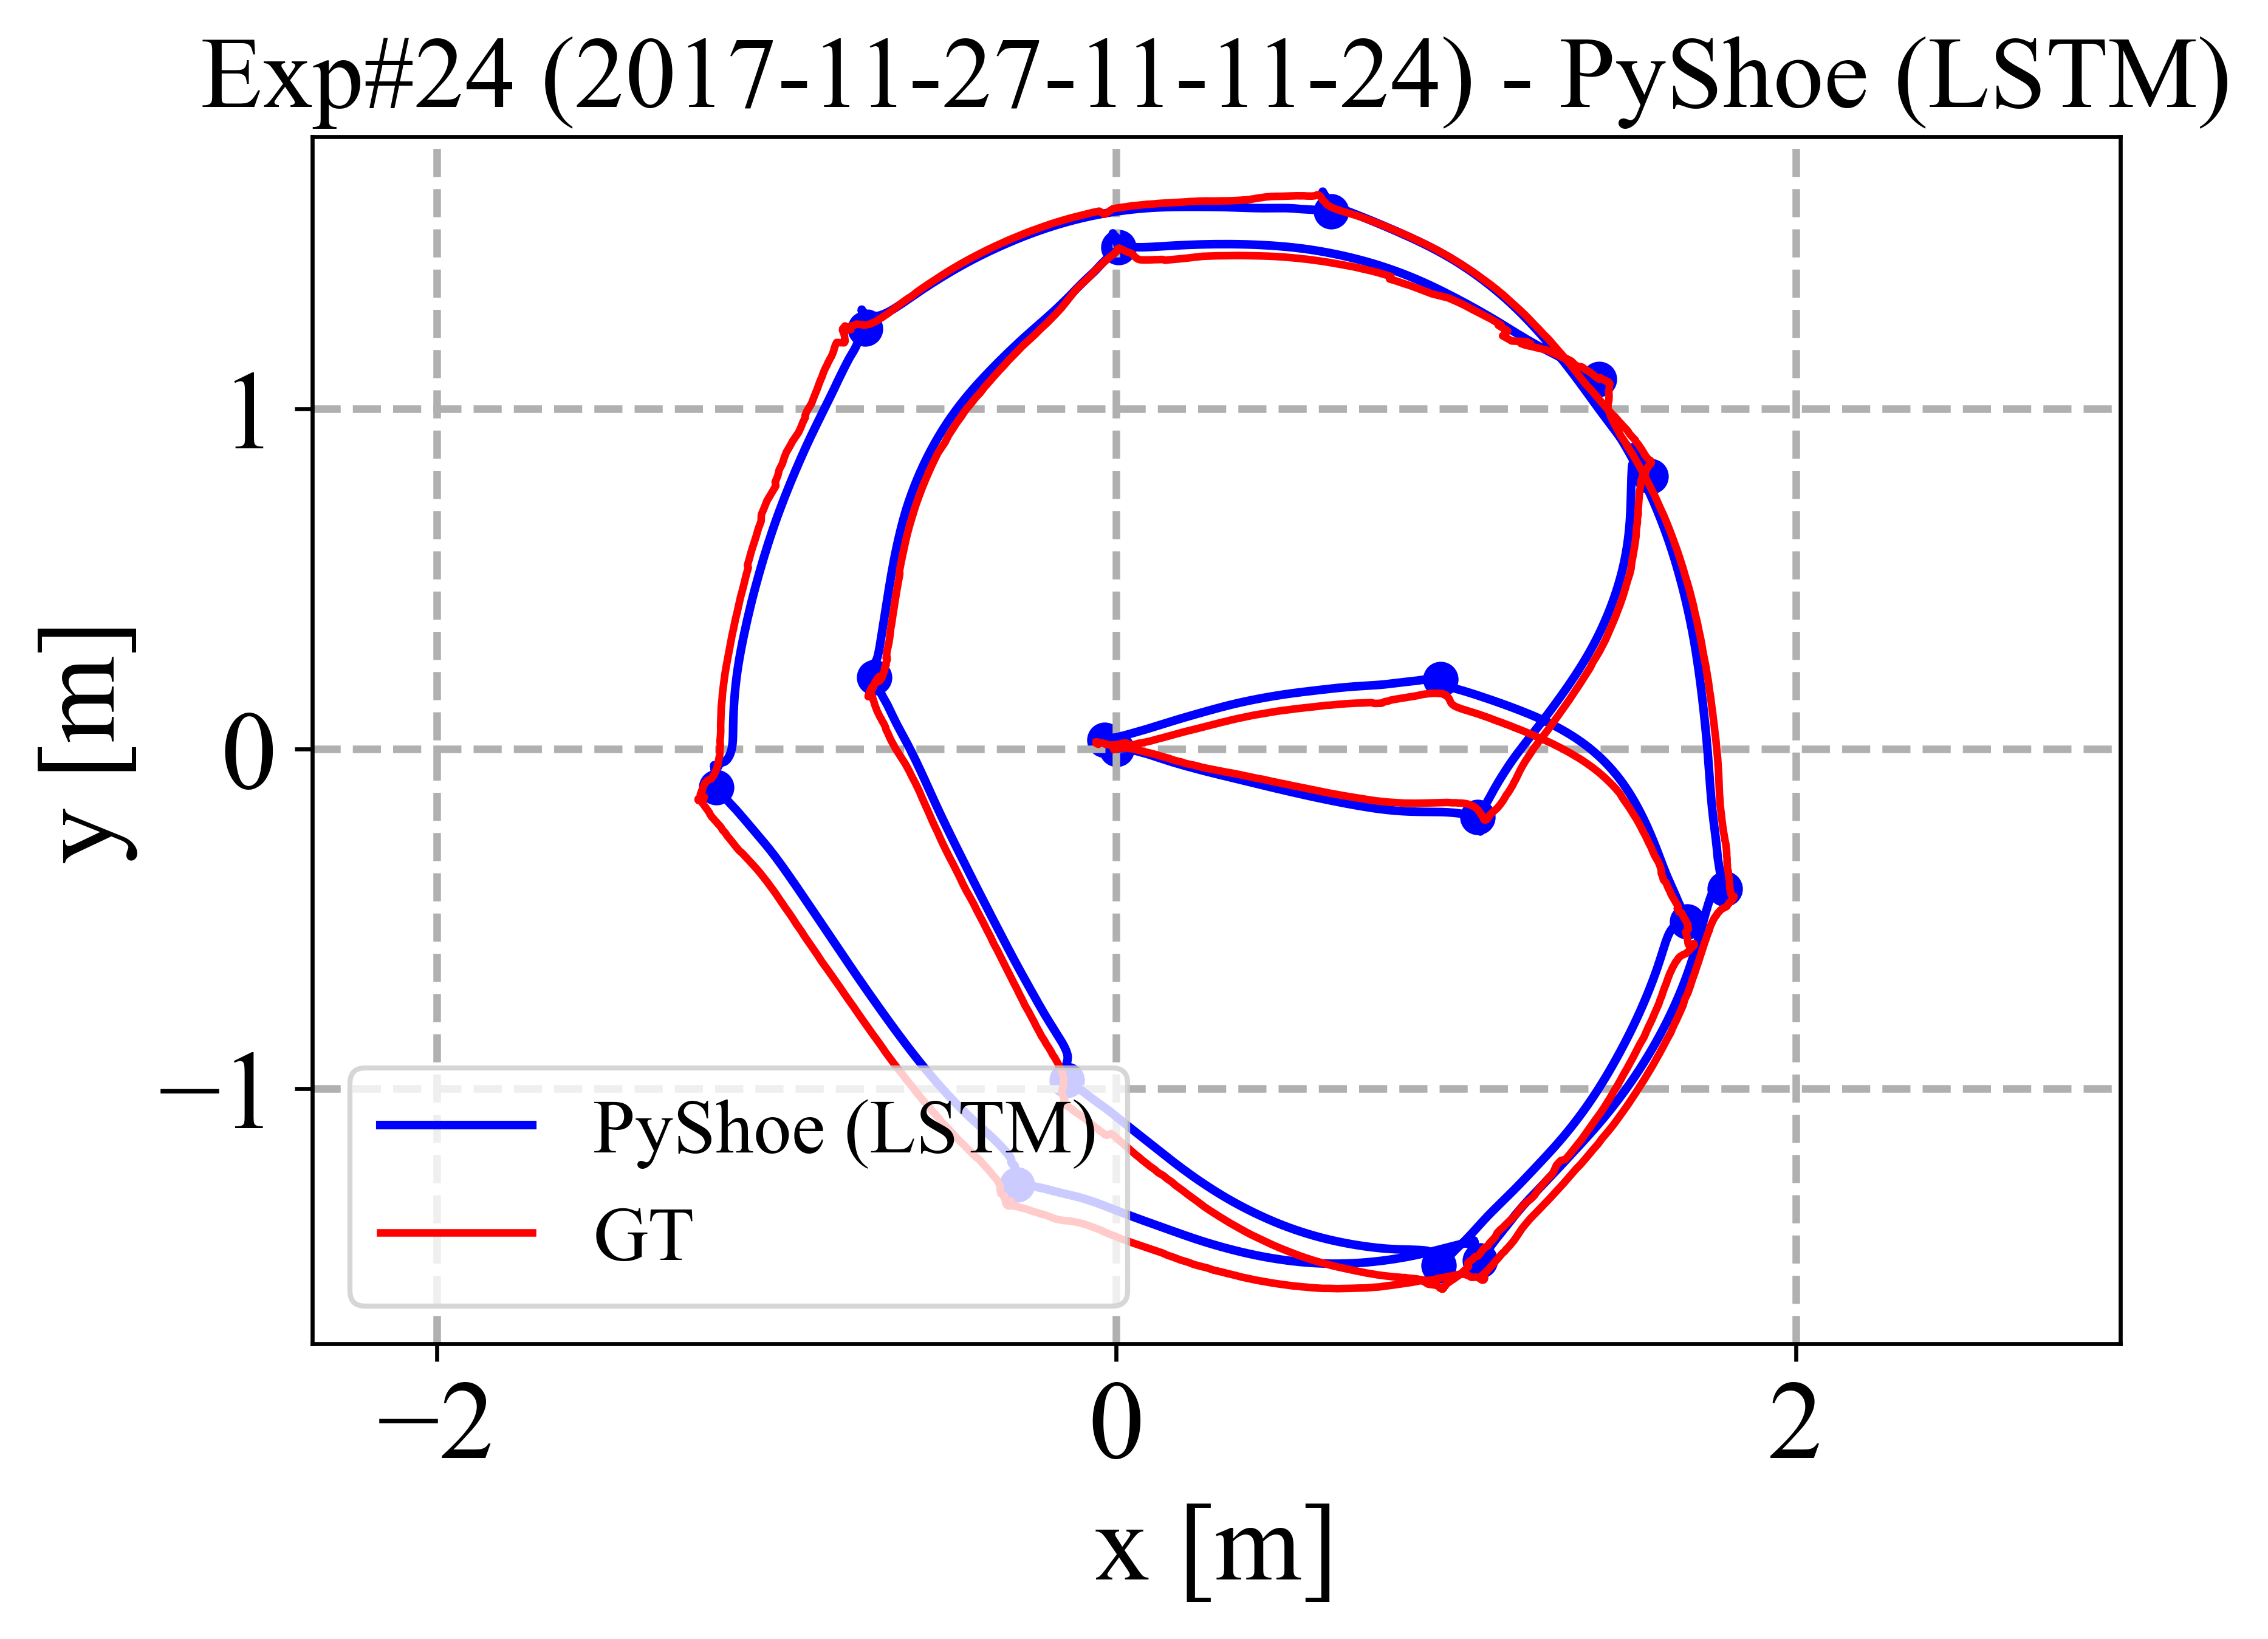 Exp#24 (2017-11-27-11-11-24) - PyShoe (LSTM)
y [m]
1
0
−1
PyShoe (LSTM)
GT
−2
0
2
x [m]